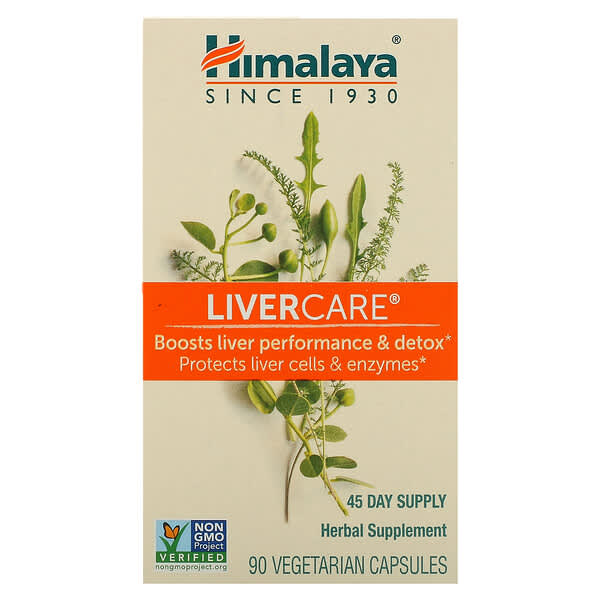 Himalaya®
SINCE 1930
LIVERCARE®
Boosts liver performance & detox*
Protects liver cells & enzymes*
45 DAY SUPPLY
Herbal Supplement
NON
GMO
Project
VERIFIED
nongmoproject.org
90 VEGETARIAN CAPSULES